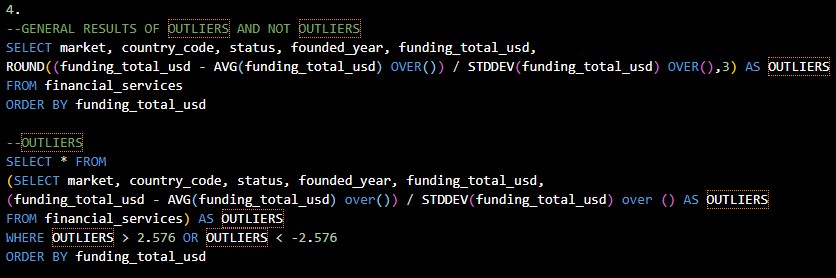 4.
--GENERAL RESULTS OF OUTLIERS AND NOT OUTLIERS
SELECT market, country_code, status, founded_year, funding_total_usd,
ROUND((funding_total_usd - AVG(funding_total_usd) OVER()) / STDDEV(funding_total_usd) OVER(),3) AS OUTLIERS
FROM financial_services
ORDER BY funding_total_usd
--OUTLIERS
SELECT * FROM
(SELECT market, country_code, status, founded_year, funding_total_usd,
(funding_total_usd - AVG(funding_total_usd) over()) / STDDEV(funding_total_usd) over () AS OUTLIERS
FROM financial_services) AS OUTLIERS
WHERE OUTLIERS > 2.576 OR OUTLIERS < -2.576
ORDER BY funding_total_usd